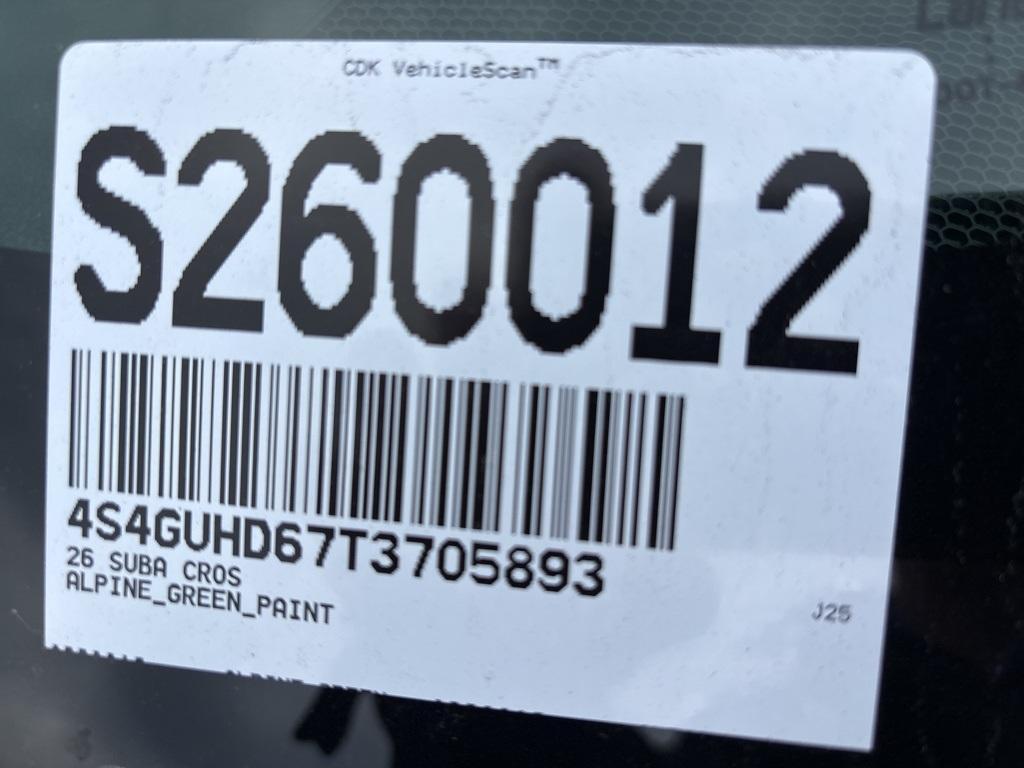 CDK VehicleScan™
S260012
4S4GUHD67T3705893
26 SUBA CROS
ALPINE_GREEN_PAINT
J25